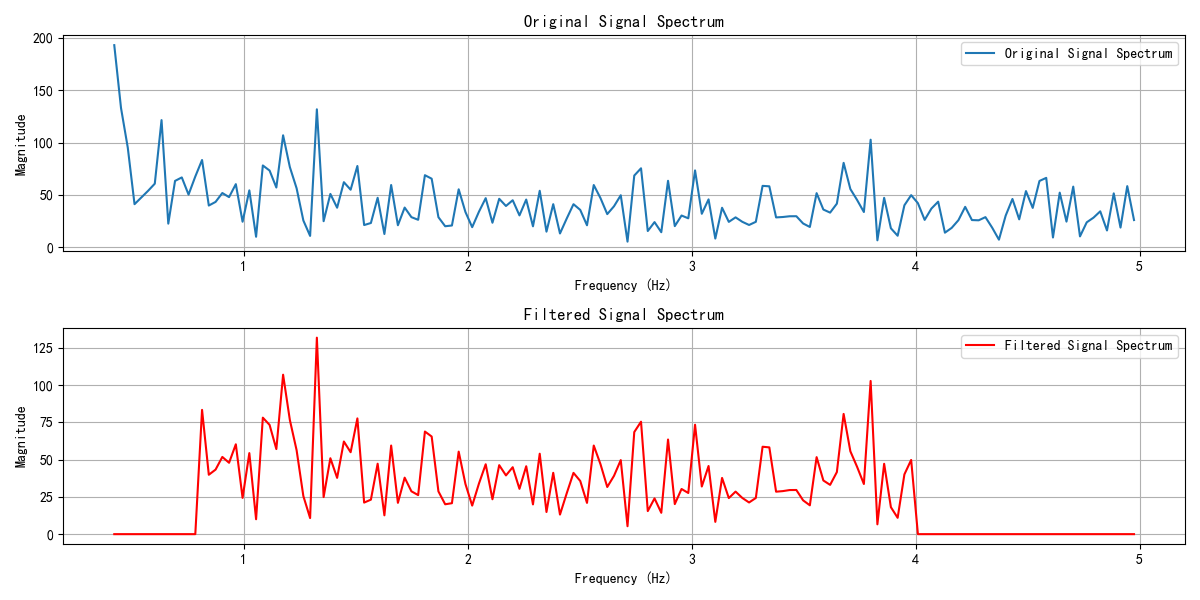 Original Signal Spectrum
200
150
100
50
0
Magnitude
Original Signal Spectrum
1
2
3
4
5
Frequency (Hz)
Filtered Signal Spectrum
125
100
75
50
25
0
Magnitude
Filtered Signal Spectrum
1
2
3
4
5
Frequency (Hz)